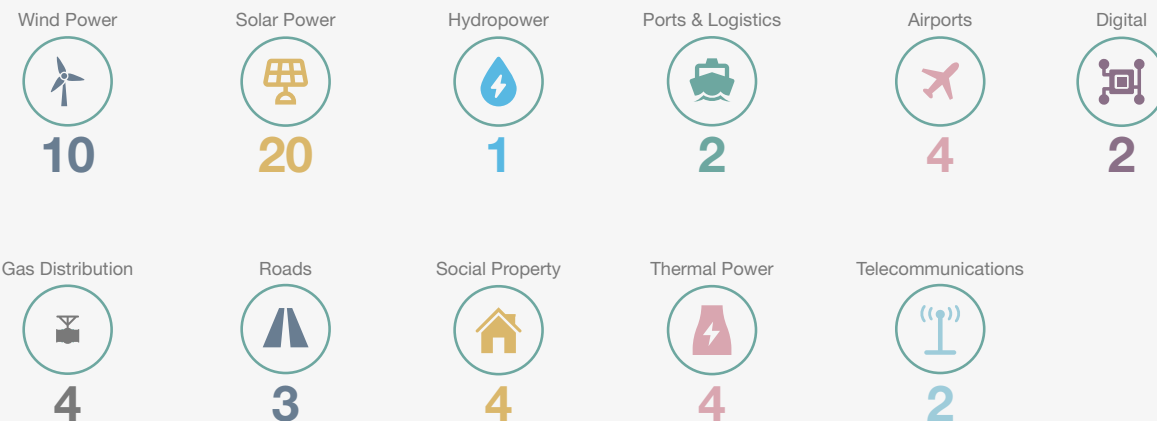 Wind Power Solar Power Hydropower Ports & Logistics Airports Digital
10 20 1 2 4 2
Gas Distribution Roads Social Property Thermal Power Telecommunications
4 3 4 4 2